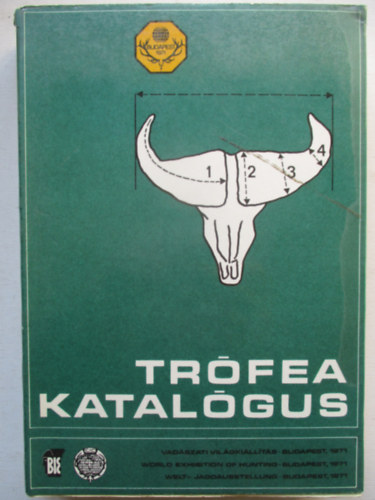 BUDAPEST
1971
1
2
3
4
TRÓFEA
KATALÓGUS
VADÁSZATI VILÁGKIÁLLÍTÁS - BUDAPEST, 1971
WORLD EXHIBITION OF HUNTING - BUDAPEST, 1971
WELT - JAGDAUSSTELLUNG - BUDAPEST, 1971
BIE